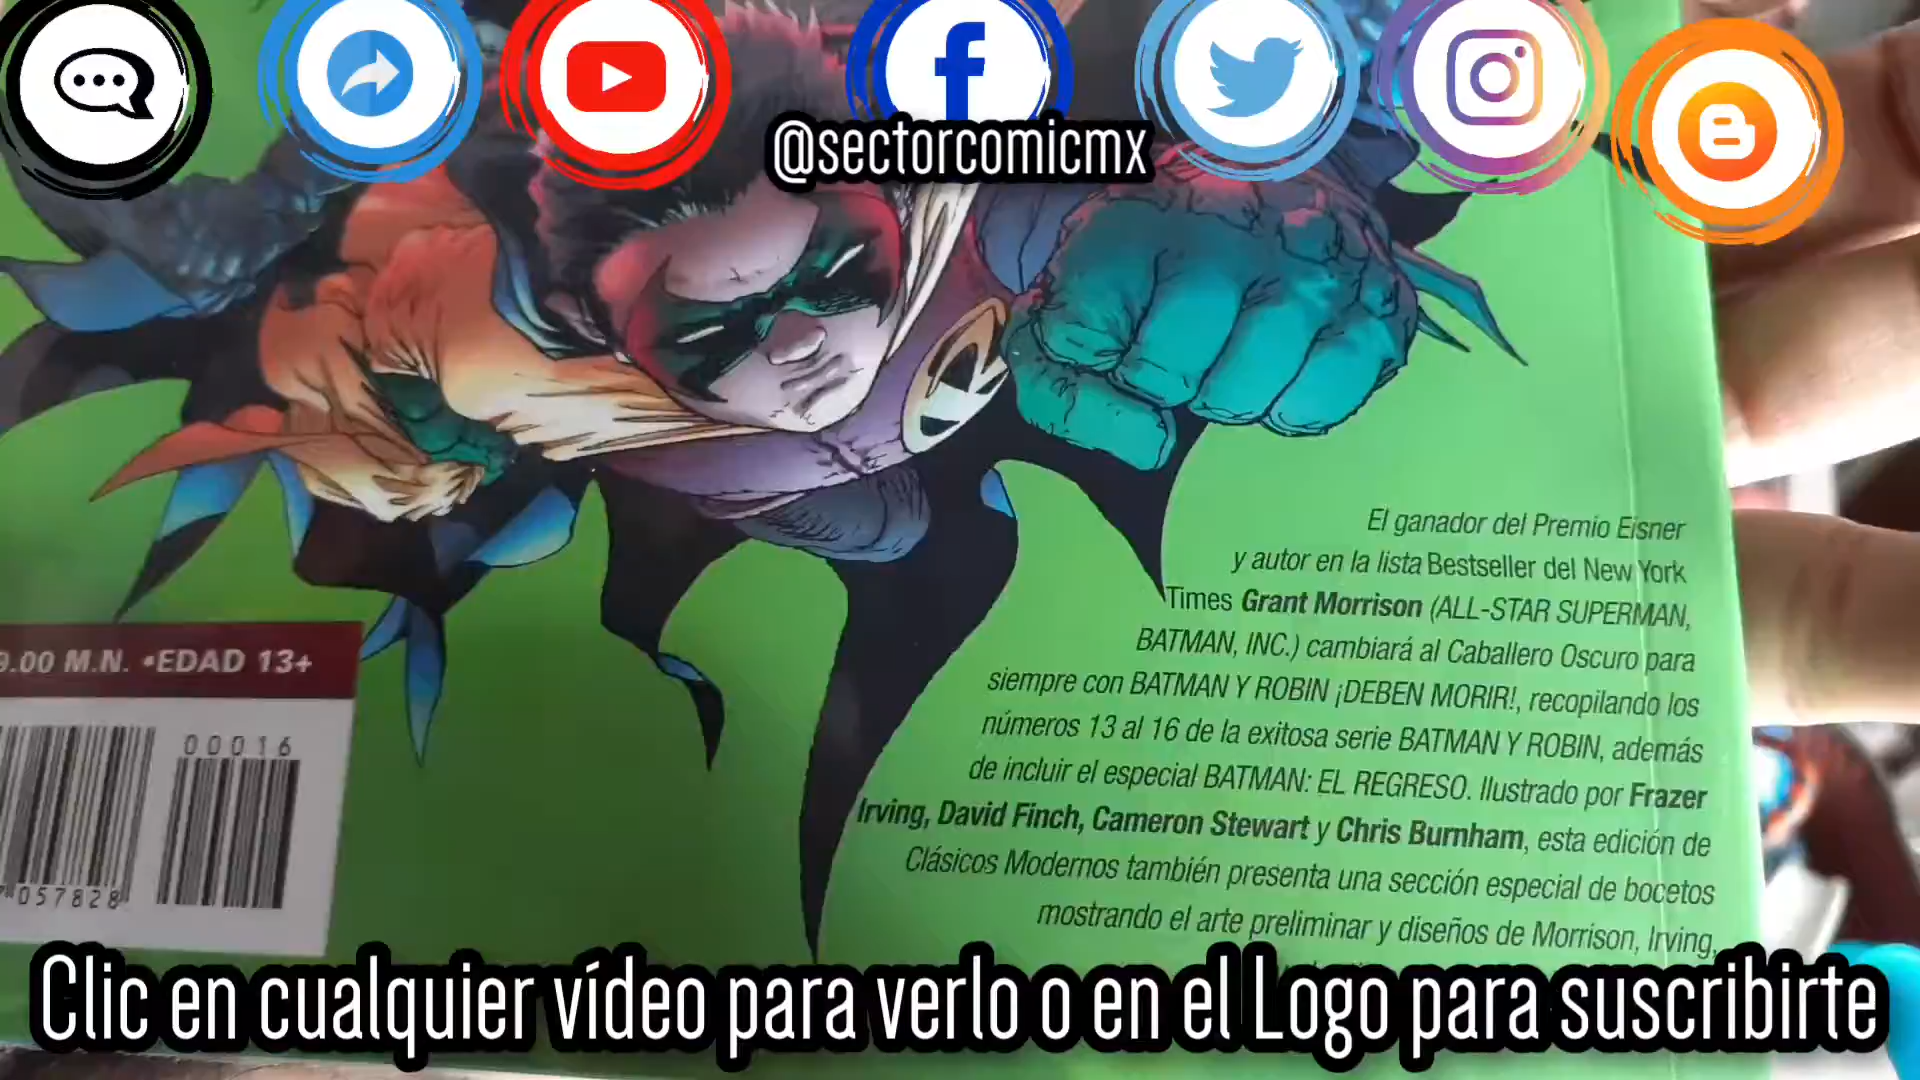 @sectorcomicmx
El ganador del Premio Eisner
y autor en la lista Bestseller del New York
Times Grant Morrison (ALL-STAR SUPERMAN,
BATMAN, INC.) cambiará al Caballero Oscuro para
siempre con BATMAN Y ROBIN ¡DEBEN MORIR!, recopilando los
números 13 al 16 de la exitosa serie BATMAN Y ROBIN, además
de incluir el especial BATMAN: EL REGRESO. Ilustrado por Frazer
Irving, David Finch, Cameron Stewart y Chris Burnham, esta edición de
Clásicos Modernos también presenta una sección especial de bocetos
mostrando el arte preliminar y diseños de Morrison, Irving,
9.00 M.N. •EDAD 13+
00016
057828
Clic en cualquier vídeo para verlo o en el Logo para suscribirte